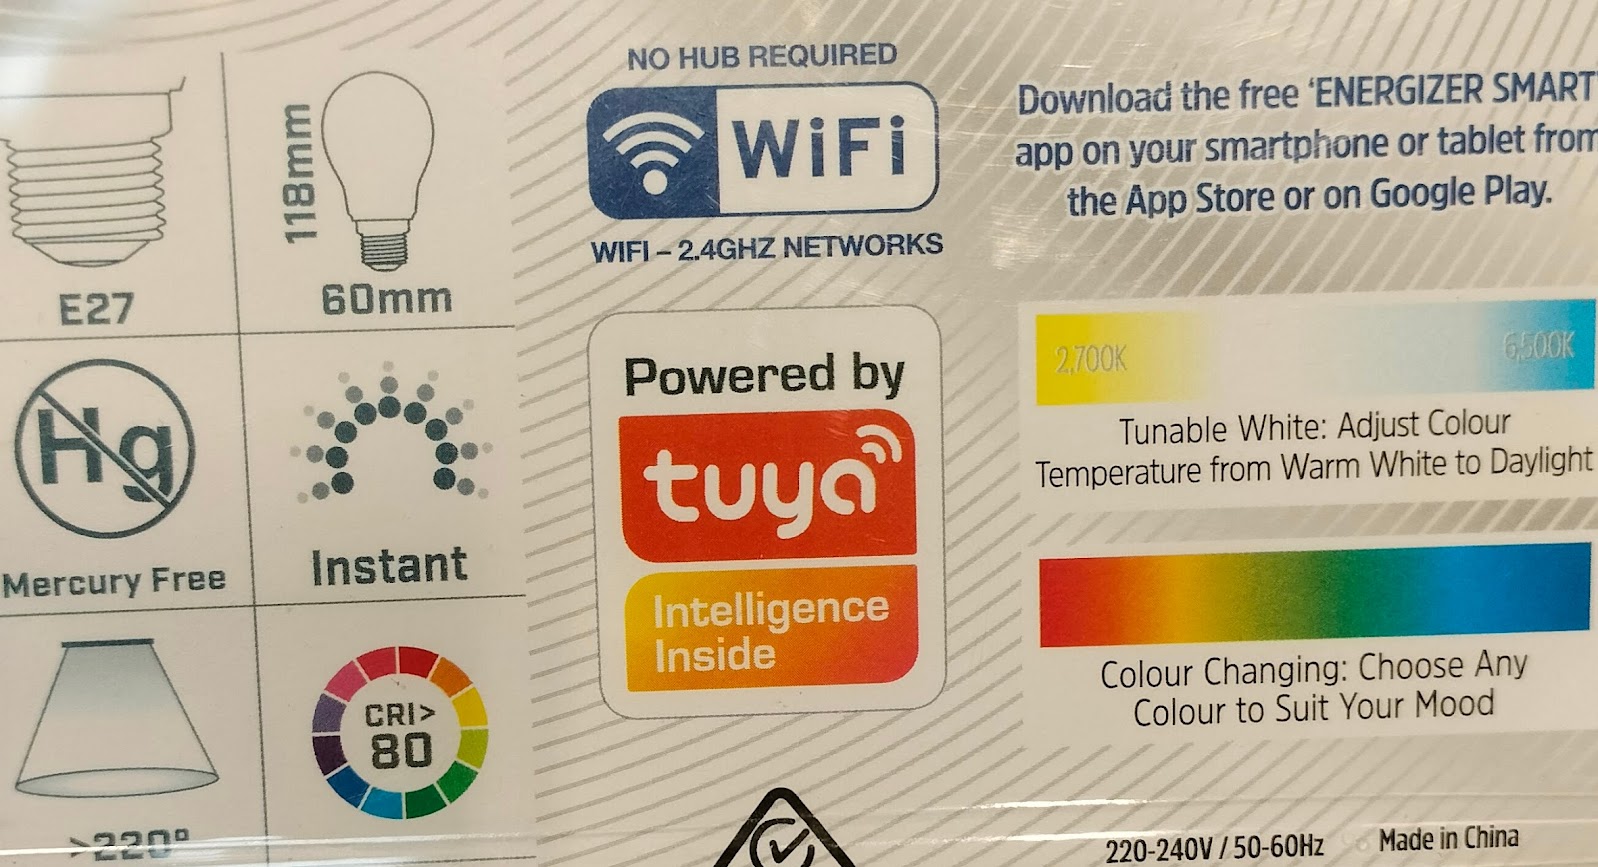 E27
118mm
60mm
Hg
Mercury Free
Instant
>220°
CRI>
80
NO HUB REQUIRED
WiFi
WIFI – 2.4GHZ NETWORKS
Powered by
tuya
Intelligence
Inside
Download the free ‘ENERGIZER SMART’
app on your smartphone or tablet from
the App Store or on Google Play.
2,700K
6,500K
Tunable White: Adjust Colour
Temperature from Warm White to Daylight
Colour Changing: Choose Any
Colour to Suit Your Mood
220-240V / 50-60Hz
Made in China